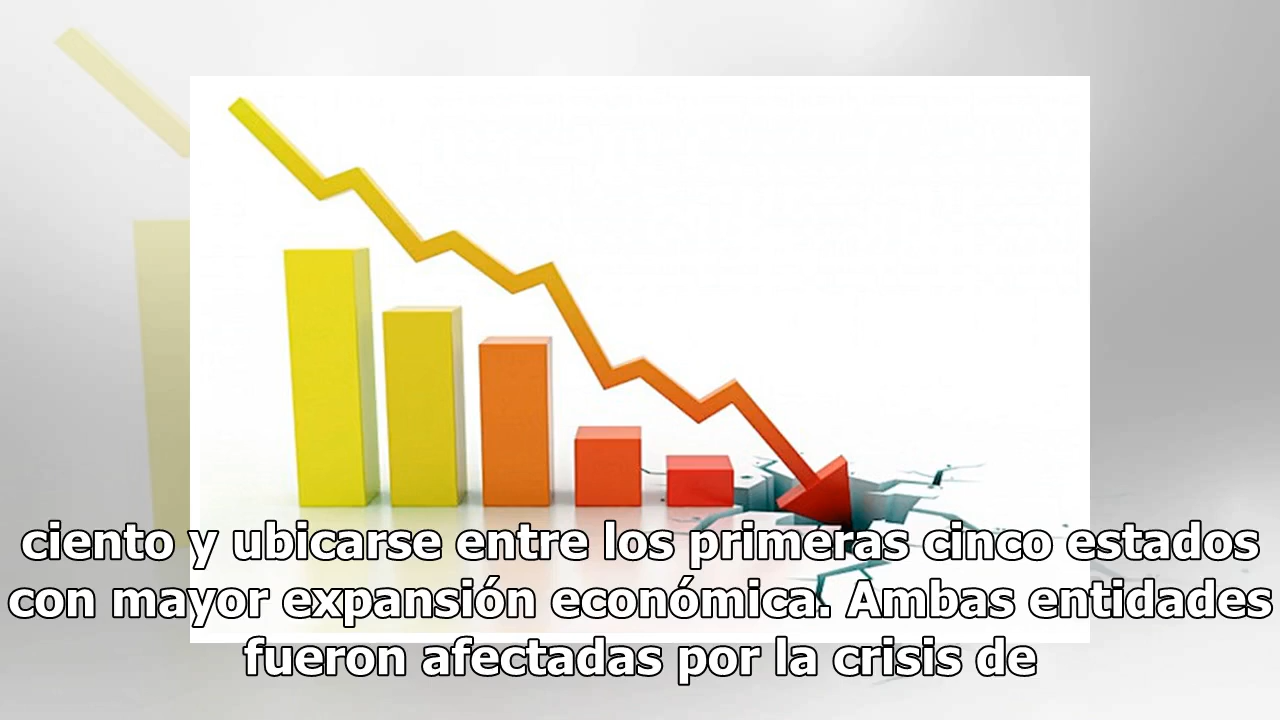 ciento y ubicarse entre los primeras cinco estados
con mayor expansión económica. Ambas entidades
fueron afectadas por la crisis de